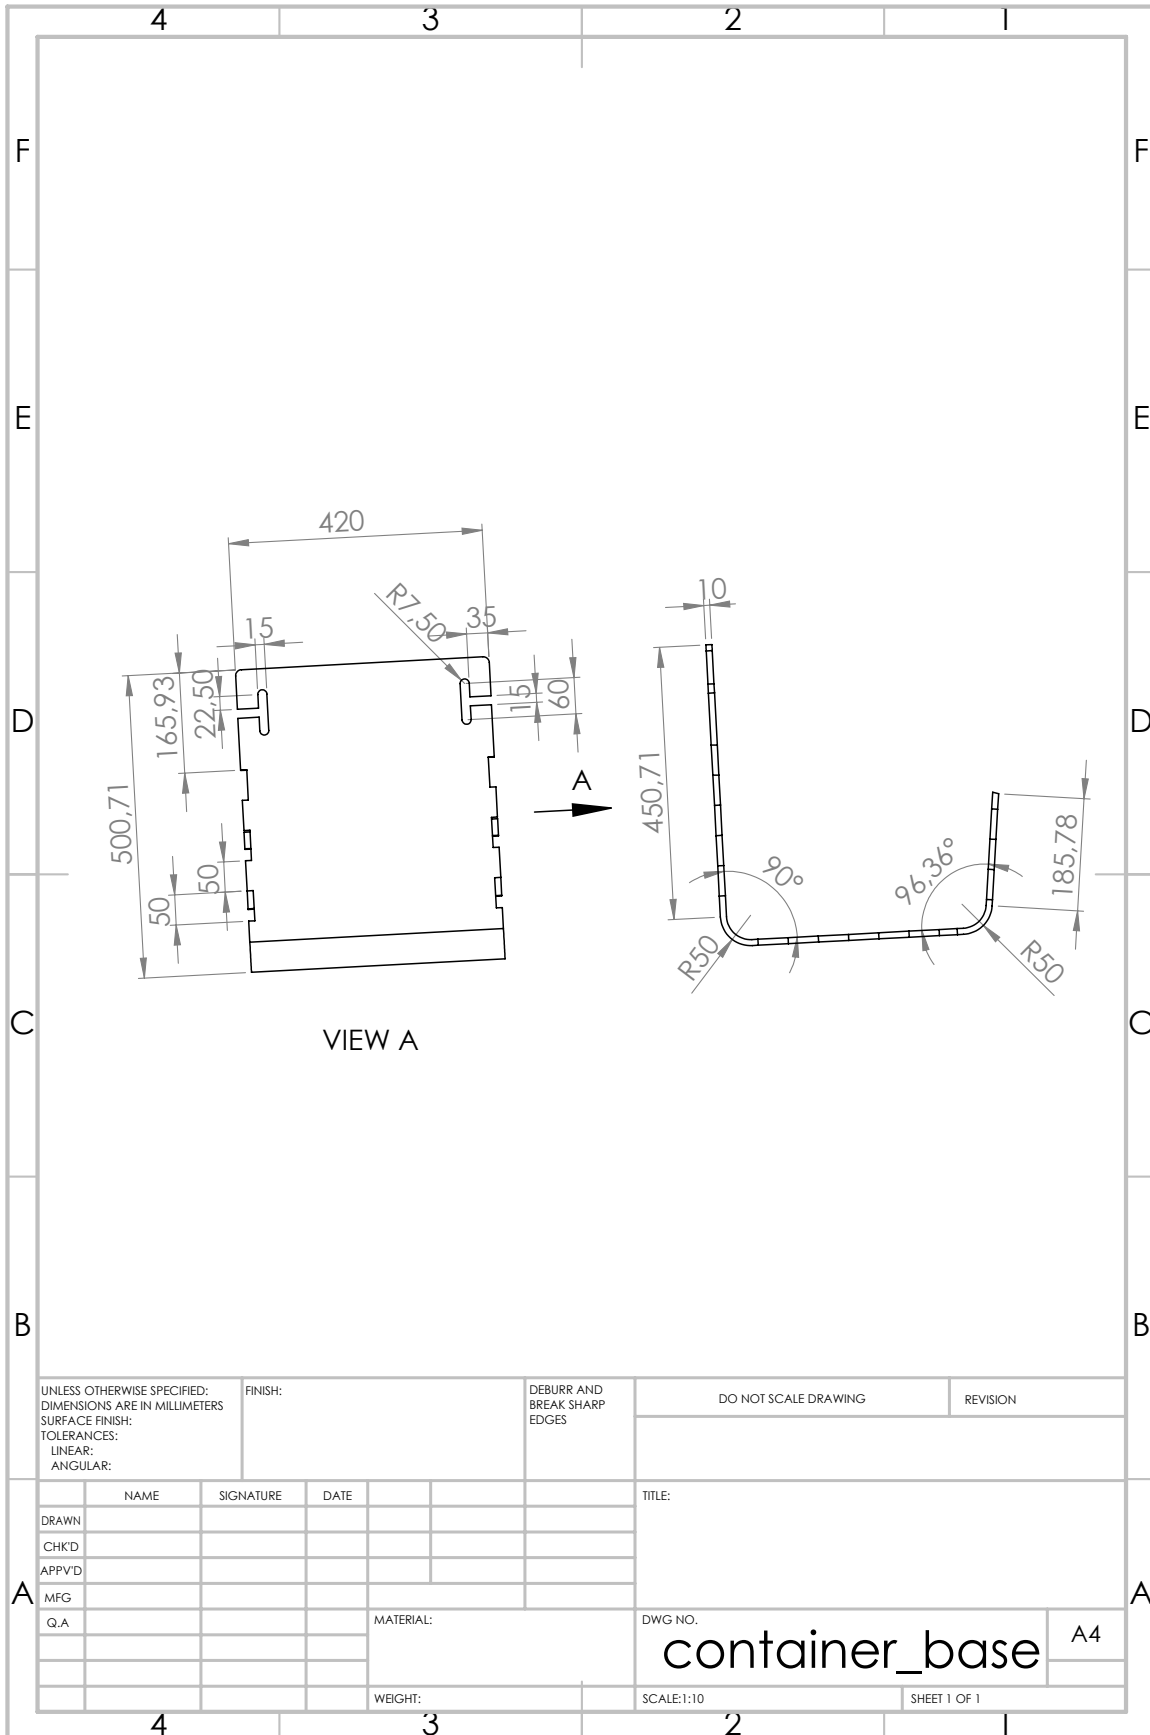 4 3 2 1
F F
E E
D D
C C
B B
A A
420
15
R7,50
35
10
165,93
22,50
15
60
500,71
A
450,71
50
50
90°
96,36°
185,78
R50
R50
VIEW A
UNLESS OTHERWISE SPECIFIED:
DIMENSIONS ARE IN MILLIMETERS
SURFACE FINISH:
TOLERANCES:
LINEAR:
ANGULAR:
FINISH:
DEBURR AND
BREAK SHARP
EDGES
DO NOT SCALE DRAWING
REVISION
NAME SIGNATURE DATE
DRAWN
CHK'D
APPV'D
MFG
Q.A
TITLE:
MATERIAL:
DWG NO.
container_base
A4
WEIGHT:
SCALE:1:10
SHEET 1 OF 1
4 3 2 1